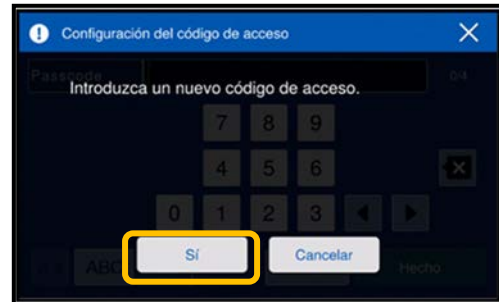 Configuración del código de acceso
Passcode 0/4
Introduzca un nuevo código de acceso.
7 8 9
4 5 6
0 1 2 3
Sí Cancelar
ABC Hecho